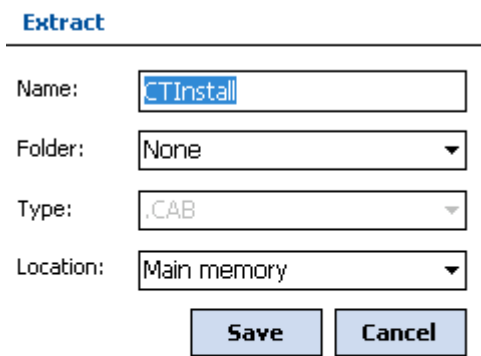 Extract
Name: CTInstall
Folder: None
Type: .CAB
Location: Main memory
Save Cancel